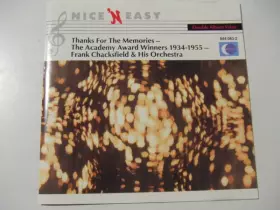 NICE 'N EASY
Thanks For The Memories –
The Academy Award Winners 1934-1955 –
Frank Chacksfield & His Orchestra